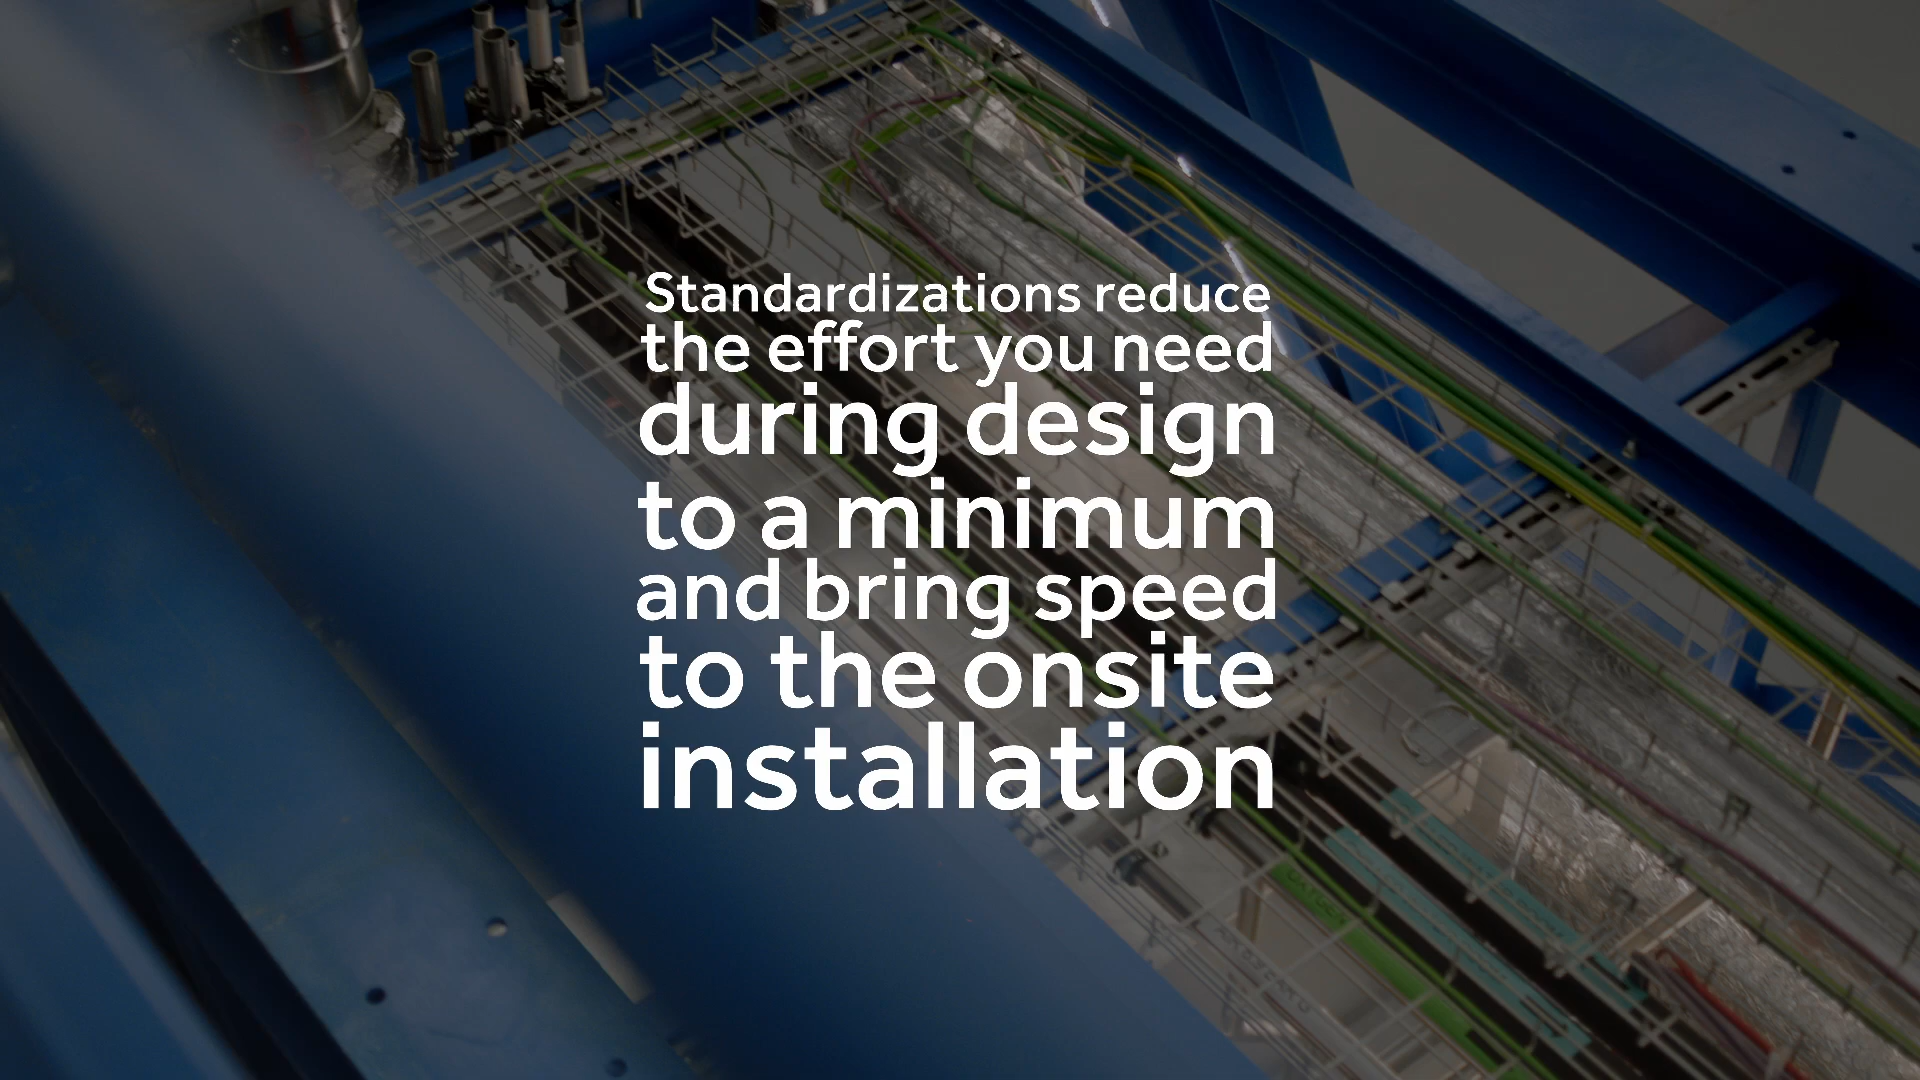 Standardizations reduce
the effort you need
during design
to a minimum
and bring speed
to the onsite
installation